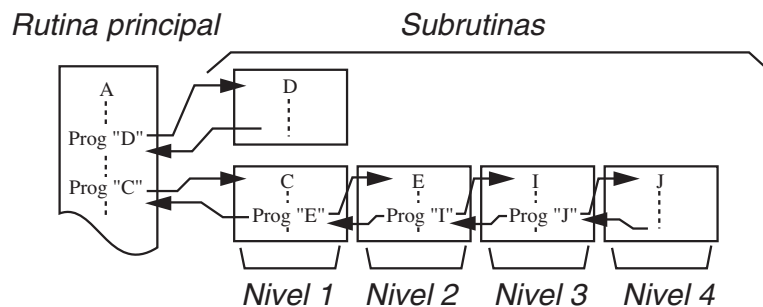 Rutina principal
Subrutinas
A
Prog "D"
Prog "C"
D
C
Prog "E"
E
Prog "I"
I
Prog "J"
J
Nivel 1
Nivel 2
Nivel 3
Nivel 4